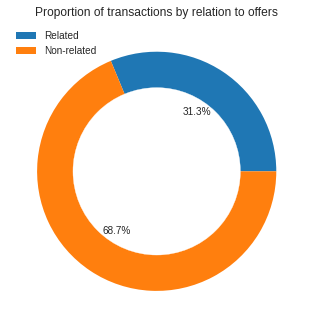 Proportion of transactions by relation to offers
Related
Non-related
31.3%
68.7%